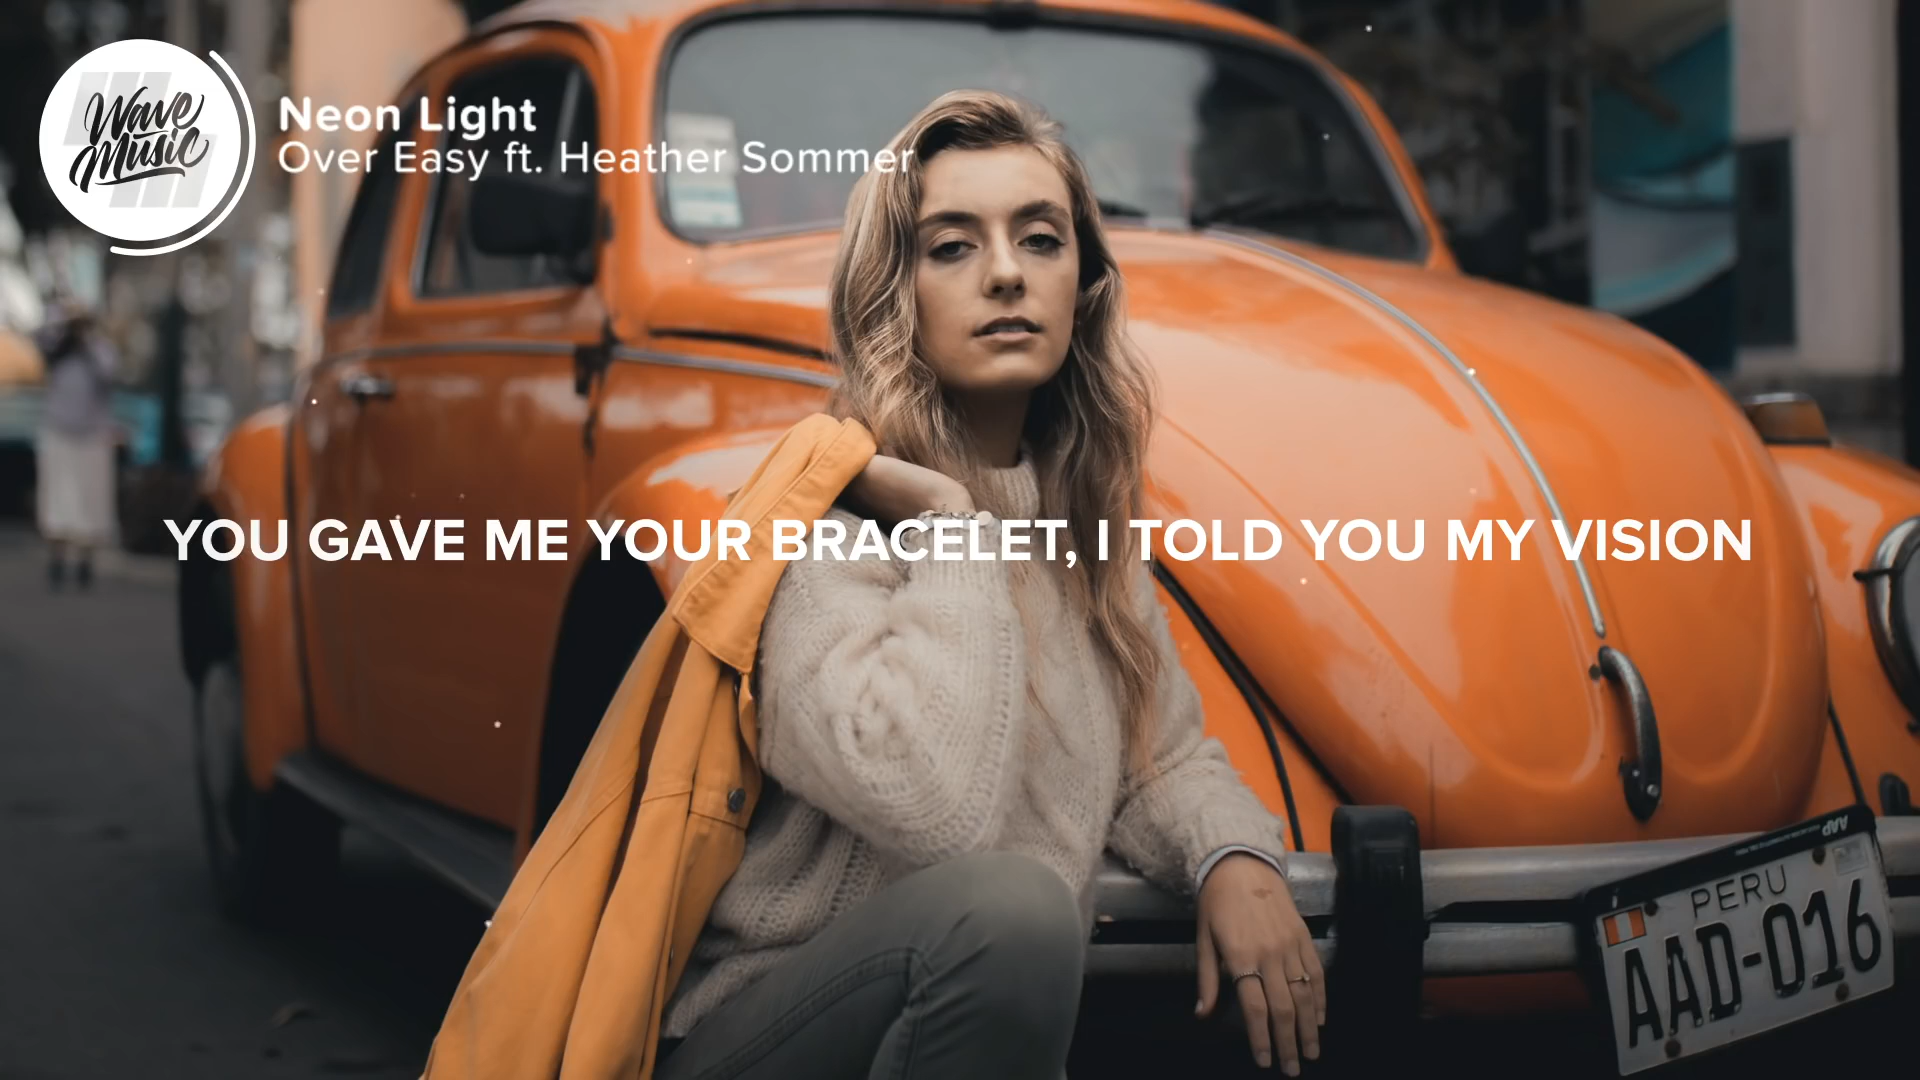 Wave
Music
Neon Light
Over Easy ft. Heather Sommer
YOU GAVE ME YOUR BRACELET, I TOLD YOU MY VISION
AAP
PERU
AAD-016